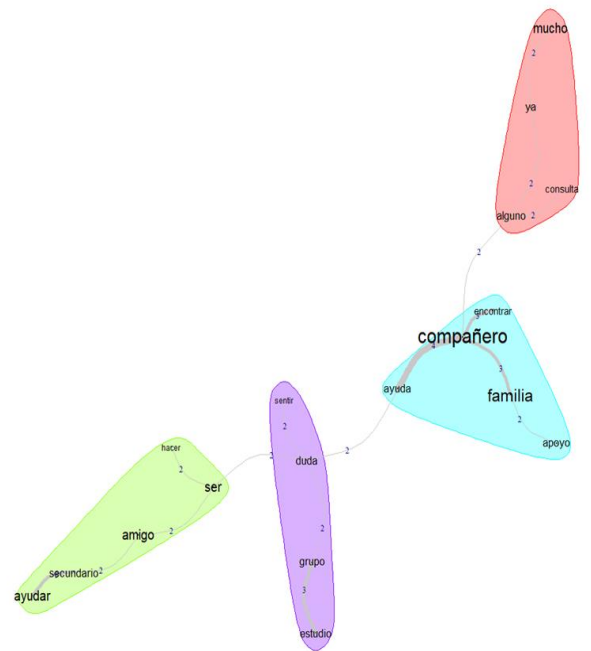 mucho
2
ya
2
consulta
alguno
2
2
encontrar
3
compañero
4
3
ayuda
familia
2
apoyo
sentir
2
duda
2
2
hacer
2
ser
2
amigo
2
grupo
secundario
2
3
ayudar
estudio